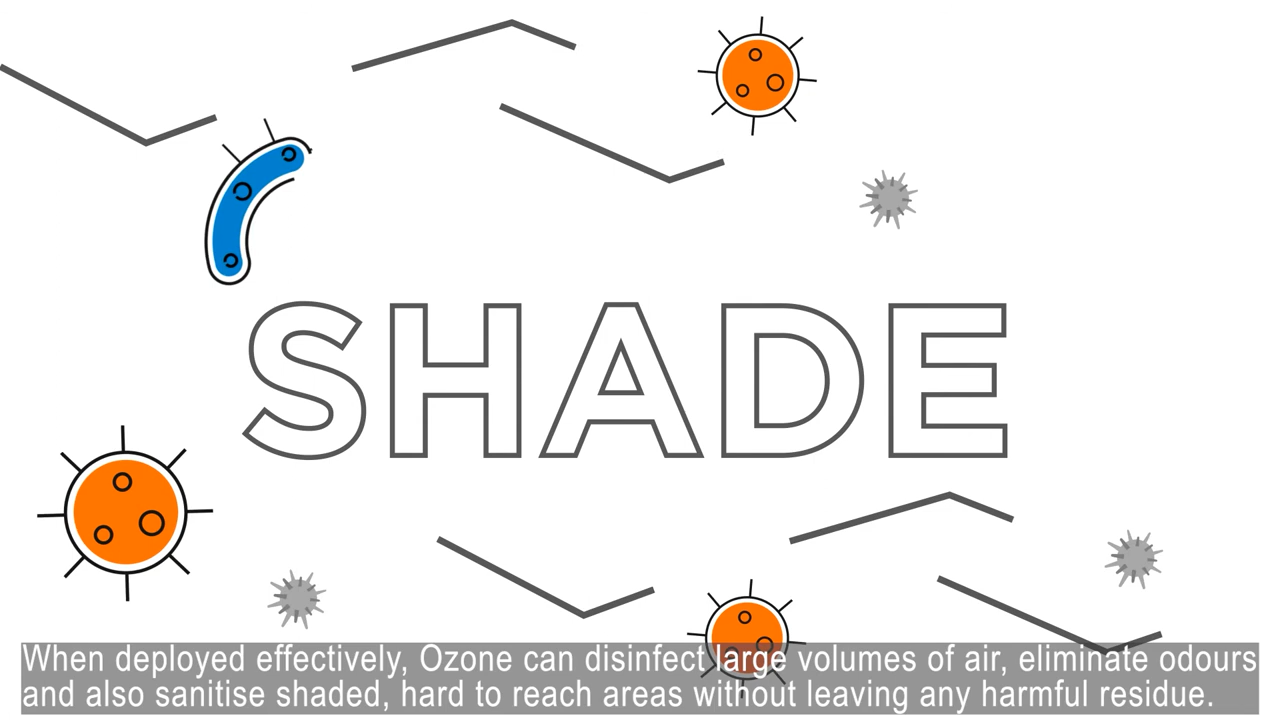 SHADE
When deployed effectively, Ozone can disinfect large volumes of air, eliminate odours
and also sanitise shaded, hard to reach areas without leaving any harmful residue.